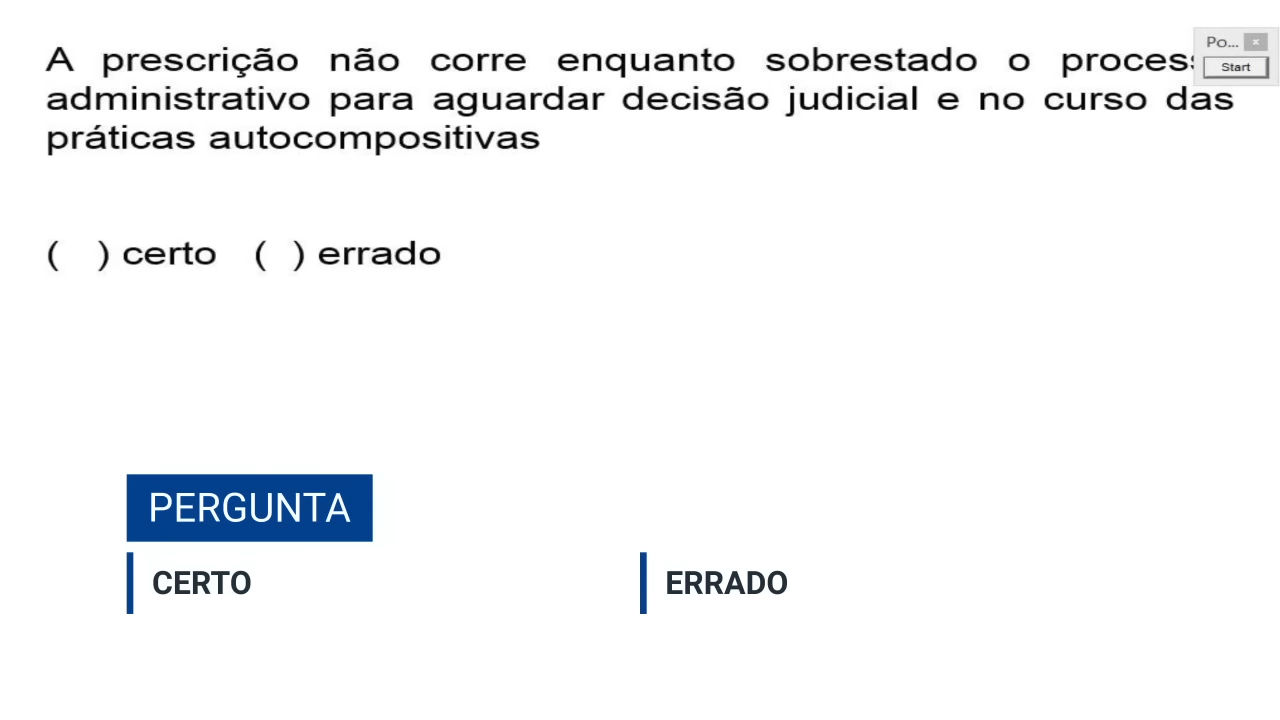 A prescrição não corre enquanto sobrestado o process
administrativo para aguardar decisão judicial e no curso das
práticas autocompositivas
Po...
Start
( ) certo ( ) errado
PERGUNTA
CERTO
ERRADO